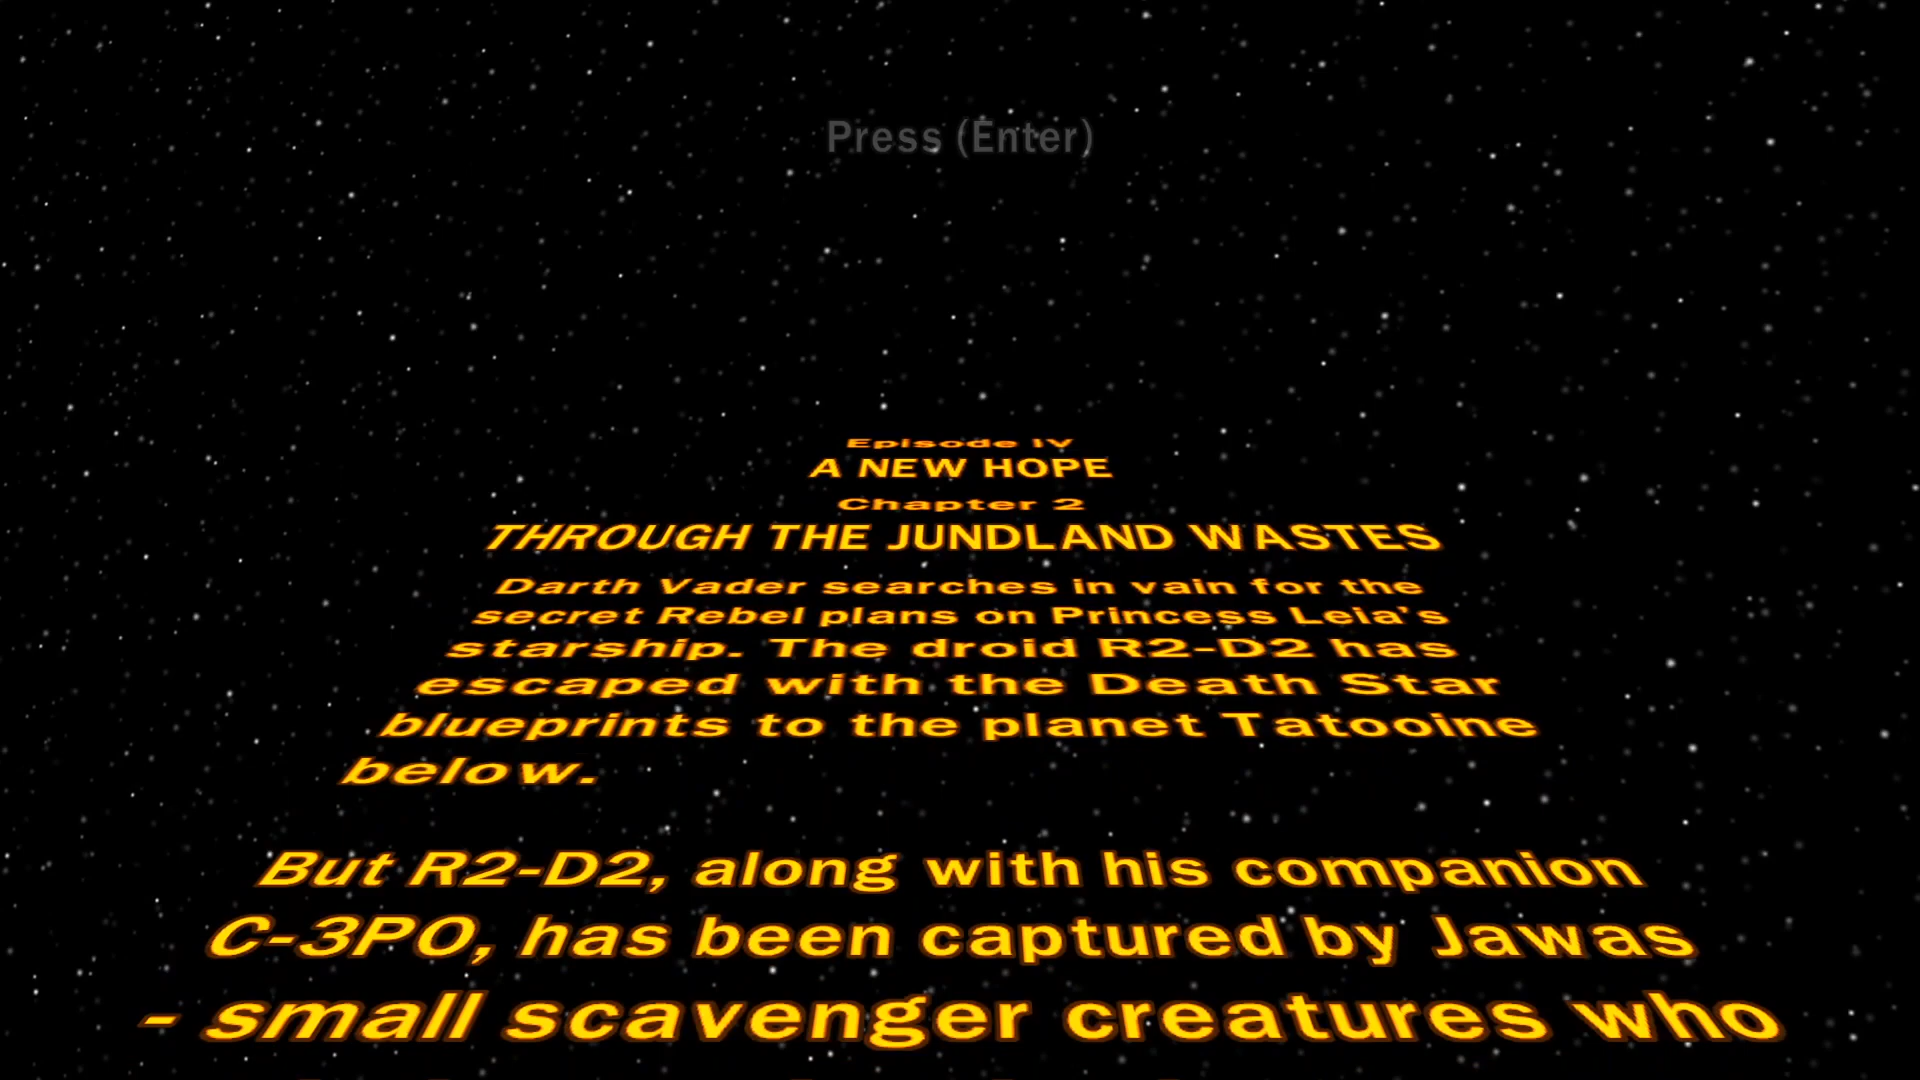 Press (Enter)
Episode IV
A NEW HOPE
Chapter 2
THROUGH THE JUNDLAND WASTES
Darth Vader searches in vain for the
secret Rebel plans on Princess Leia's
starship. The droid R2-D2 has
escaped with the Death Star
blueprints to the planet Tatooine
below.
But R2-D2, along with his companion
C-3PO, has been captured by Jawas
- small scavenger creatures who